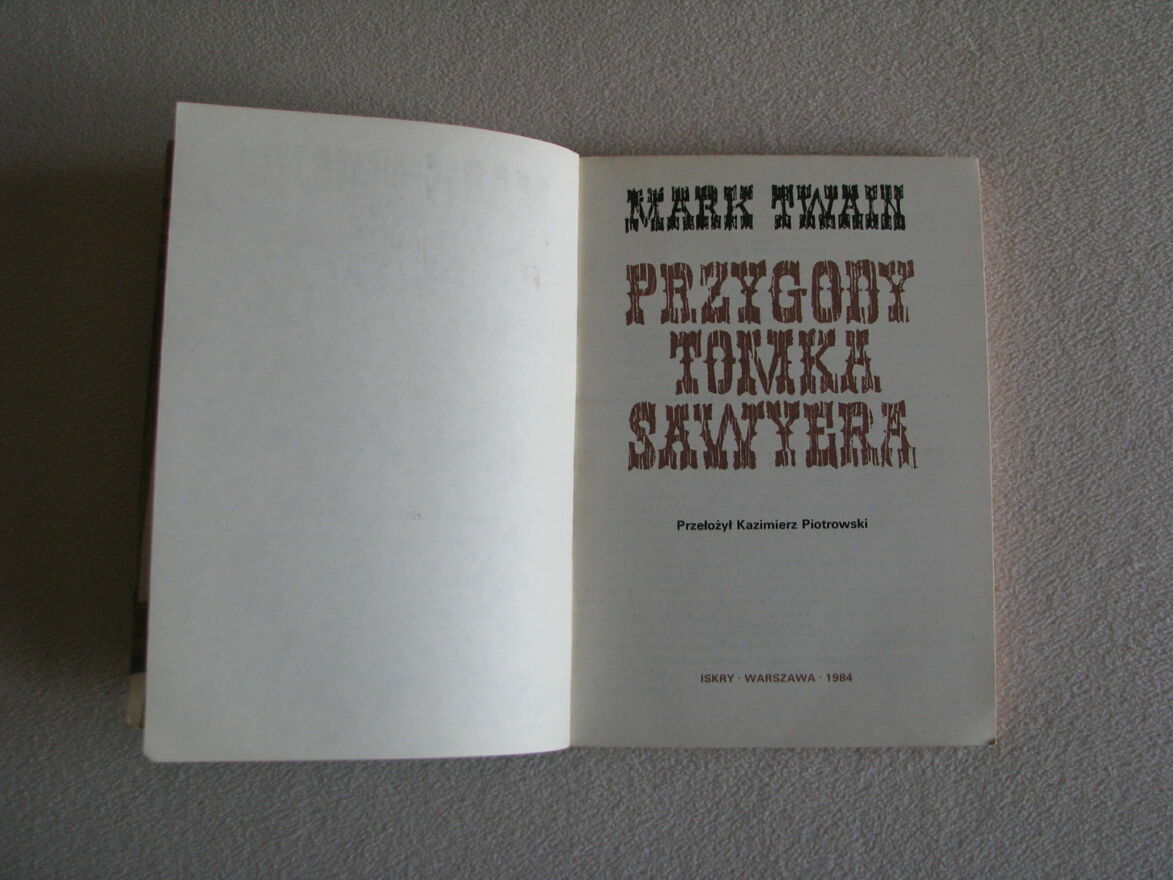 MARK TWAIN
PRZYGODY
TOMKA
SAWYERA
Przełożył Kazimierz Piotrowski
ISKRY · WARSZAWA · 1984